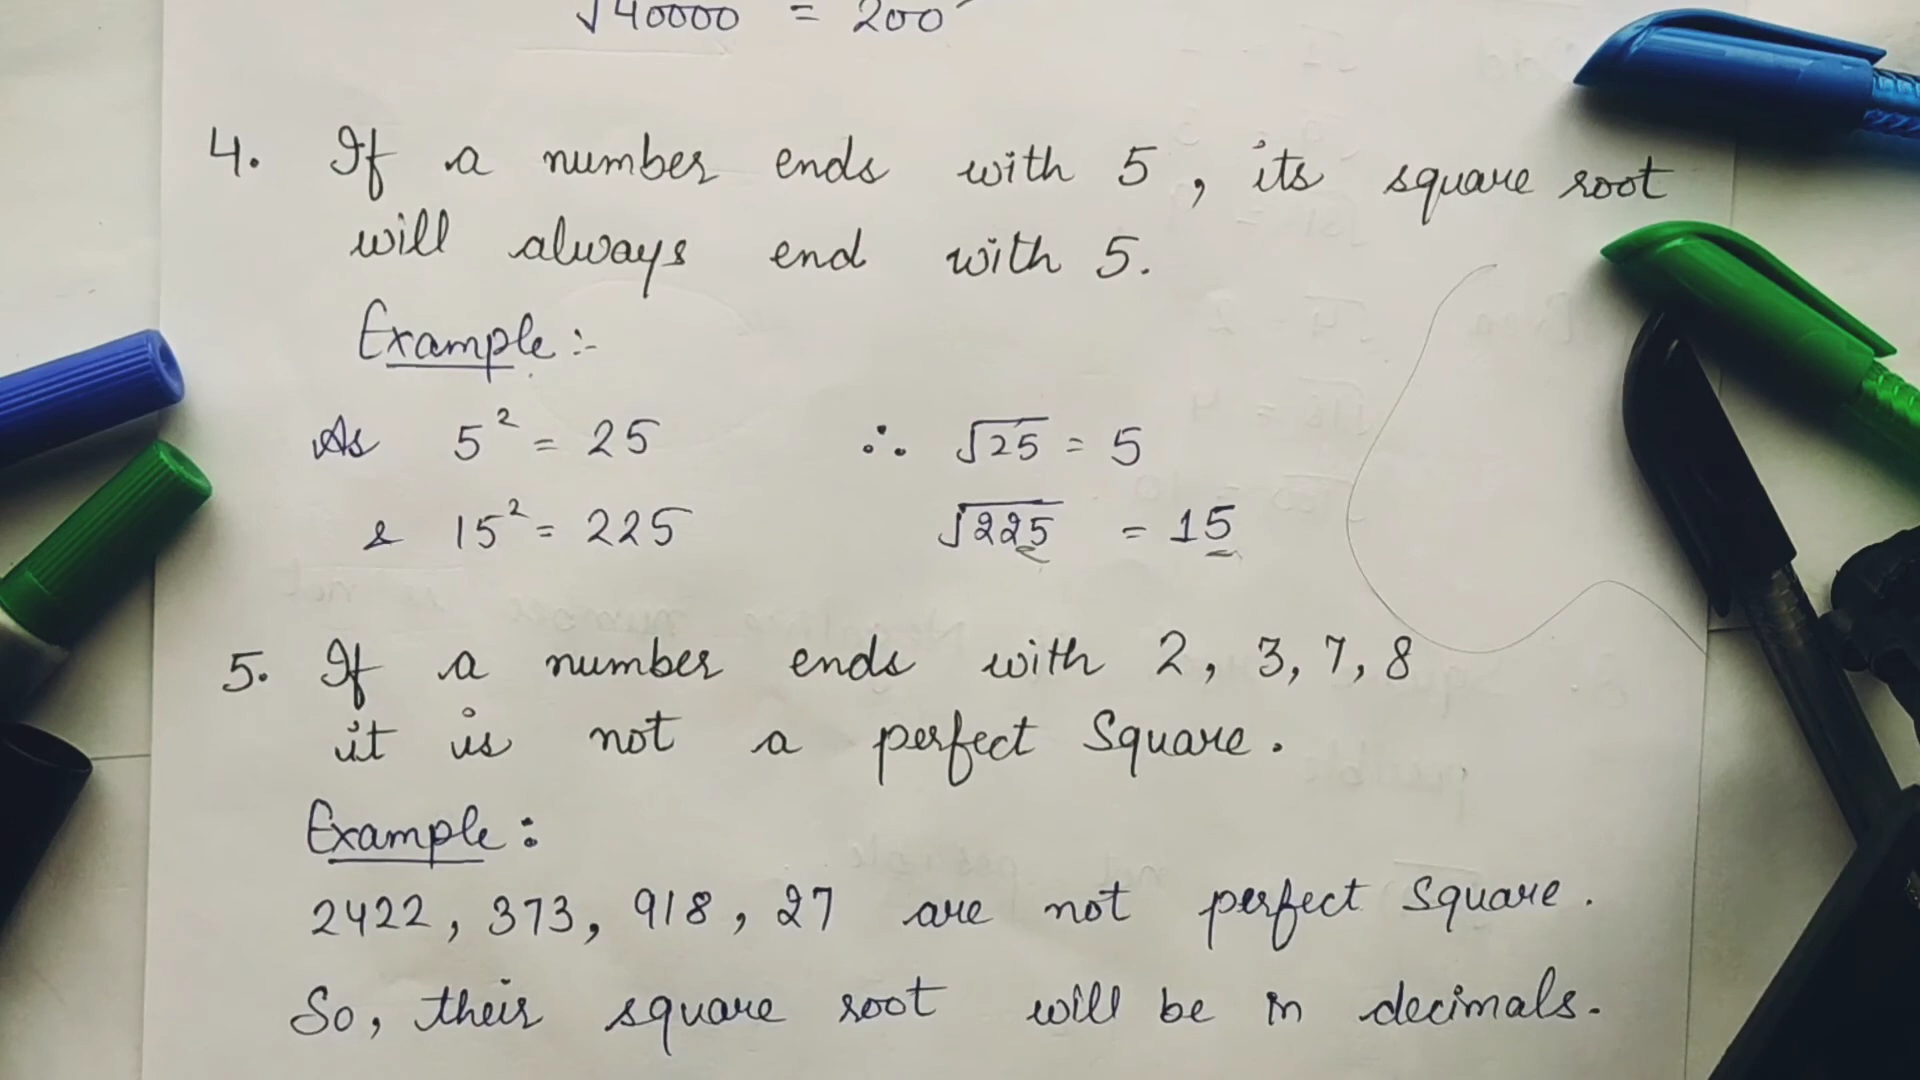 √40000 = 200
4. If a number ends with 5, its square root
will always end with 5.
Example:-
As 5² = 25 ∴ √25 = 5
& 15² = 225 √225 = 15
5. If a number ends with 2, 3, 7, 8
it is not a perfect Square.
Example:
2422, 373, 918, 27 are not perfect square.
So, their square root will be in decimals.